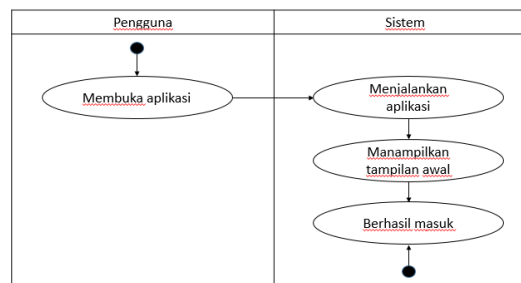 Pengguna
Sistem
Membuka aplikasi
Menjalankan
aplikasi
Manampilkan
tampilan awal
Berhasil masuk